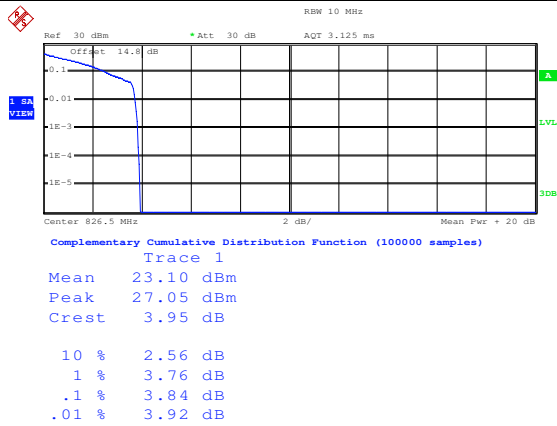 RBW 10 MHz
Ref 30 dBm * Att 30 dB AQT 3.125 ms
Offset 14.8 dB
0.1
A
0.01
1 SA
VIEW
1E-3
LVL
1E-4
1E-5
3DB
Center 826.5 MHz 2 dB/ Mean Pwr + 20 dB
Complementary Cumulative Distribution Function (100000 samples)
Trace 1
Mean 23.10 dBm
Peak 27.05 dBm
Crest 3.95 dB
10 % 2.56 dB
1 % 3.76 dB
.1 % 3.84 dB
.01 % 3.92 dB